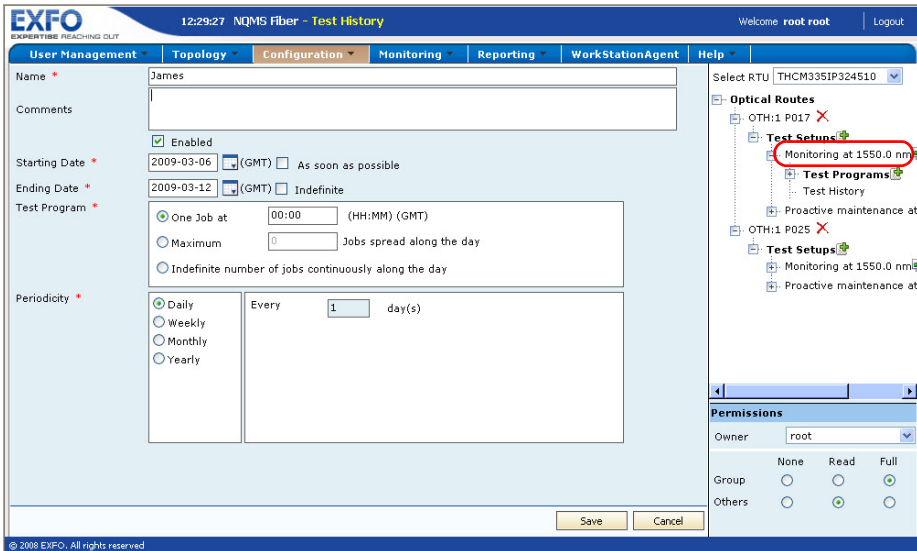 EXFO
EXPERTISE REACHING OUT
12:29:27 NQMS Fiber - Test History
Welcome root root
Logout
User Management
Topology
Configuration
Monitoring
Reporting
WorkStationAgent
Help
Name *
James
Comments
Enabled
Starting Date *
2009-03-06
(GMT)
As soon as possible
Ending Date *
2009-03-12
(GMT)
Indefinite
Test Program *
One Job at
00:00
(HH:MM) (GMT)
Maximum
0
Jobs spread along the day
Indefinite number of jobs continuously along the day
Periodicity *
Daily
Weekly
Monthly
Yearly
Every
1
day(s)
Save
Cancel
Select RTU
THCM335IP324510
Optical Routes
OTH:1 P017
Test Setups
Monitoring at 1550.0 nm
Test Programs
Test History
Proactive maintenance at
OTH:1 P025
Test Setups
Monitoring at 1550.0 nm
Proactive maintenance at
Permissions
Owner
root
None Read Full
Group
Others
© 2008 EXFO. All rights reserved